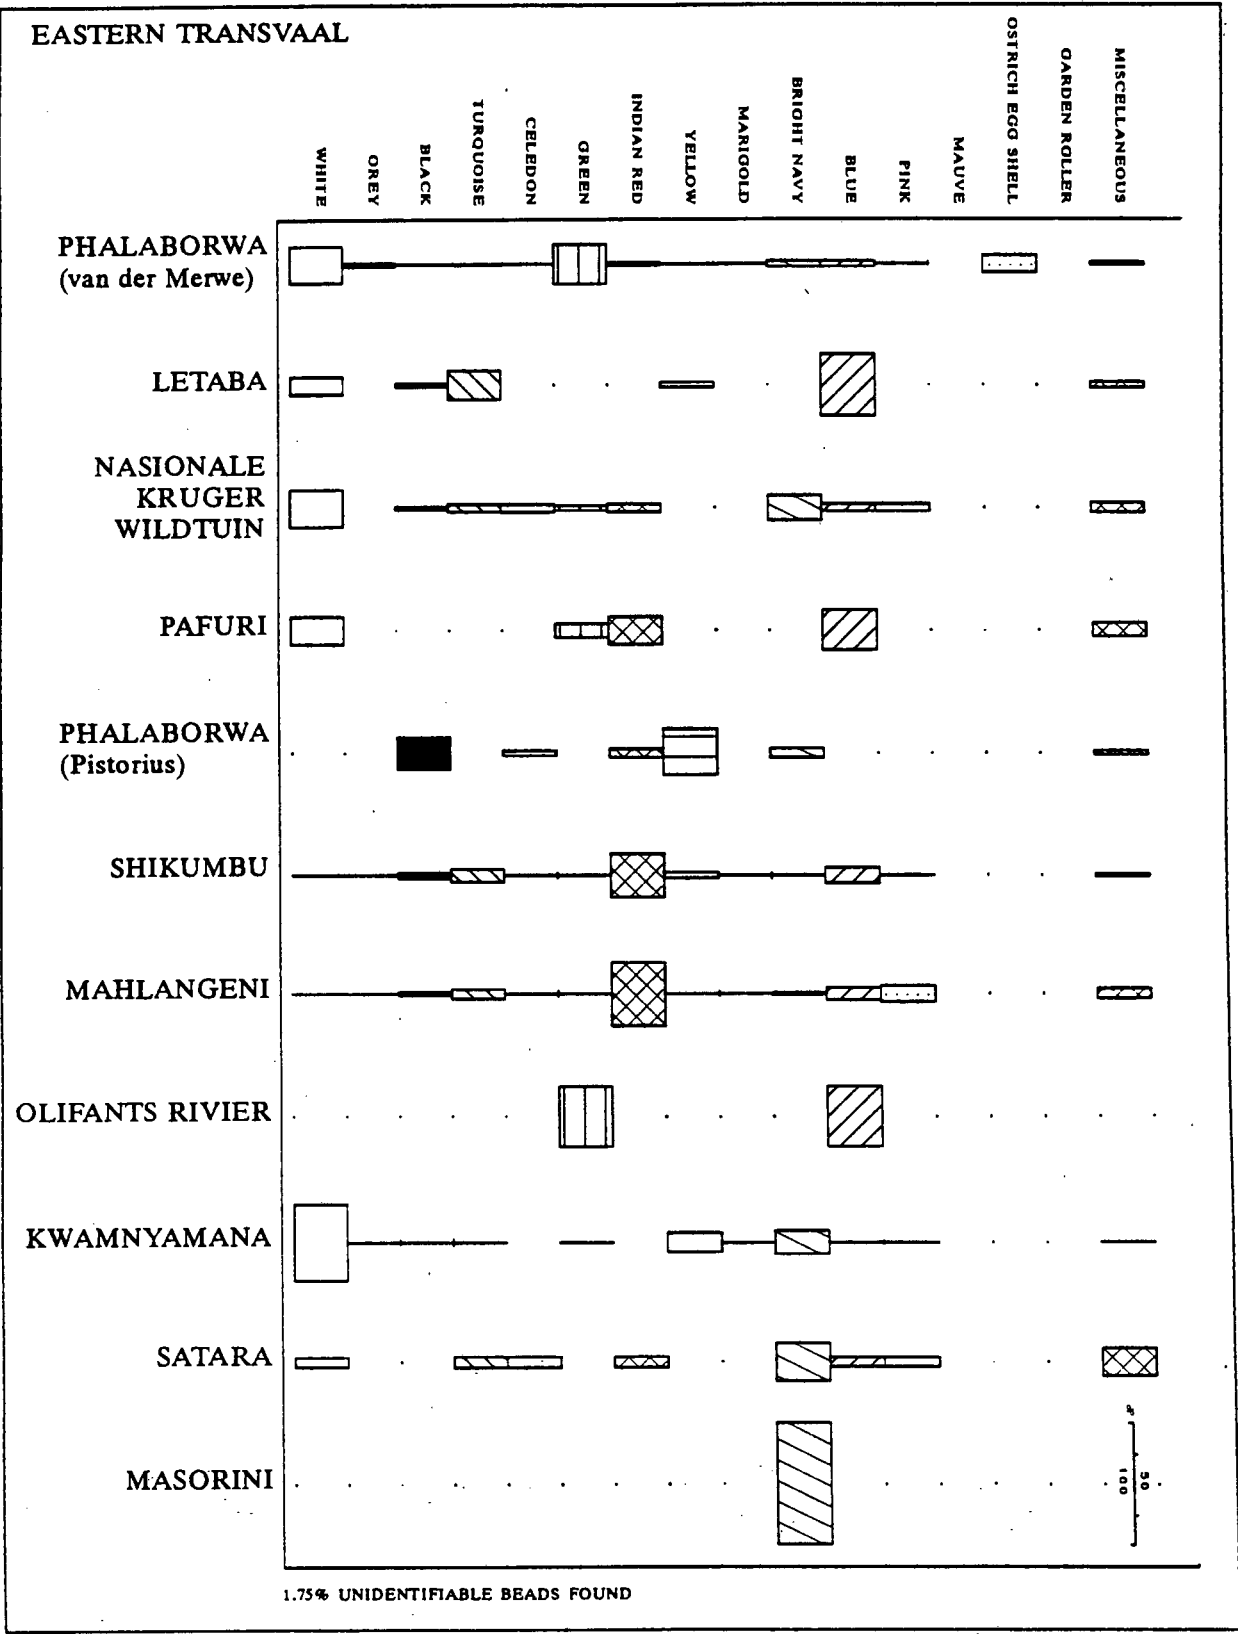 EASTERN TRANSVAAL
WHITE
OREY
BLACK
TURQUOISE
CELEDON
GREEN
INDIAN RED
YELLOW
MARIGOLD
BRIGHT NAVY
BLUE
PINK
MAUVE
OSTRICH EGG SHELL
GARDEN ROLLER
MISCELLANEOUS
PHALABORWA
(van der Merwe)
LETABA
NASIONALE
KRUGER
WILDTUIN
PAFURI
PHALABORWA
(Pistorius)
SHIKUMBU
MAHLANGENI
OLIFANTS RIVIER
KWAMNYAMANA
SATARA
MASORINI
%
50
100
1.75% UNIDENTIFIABLE BEADS FOUND